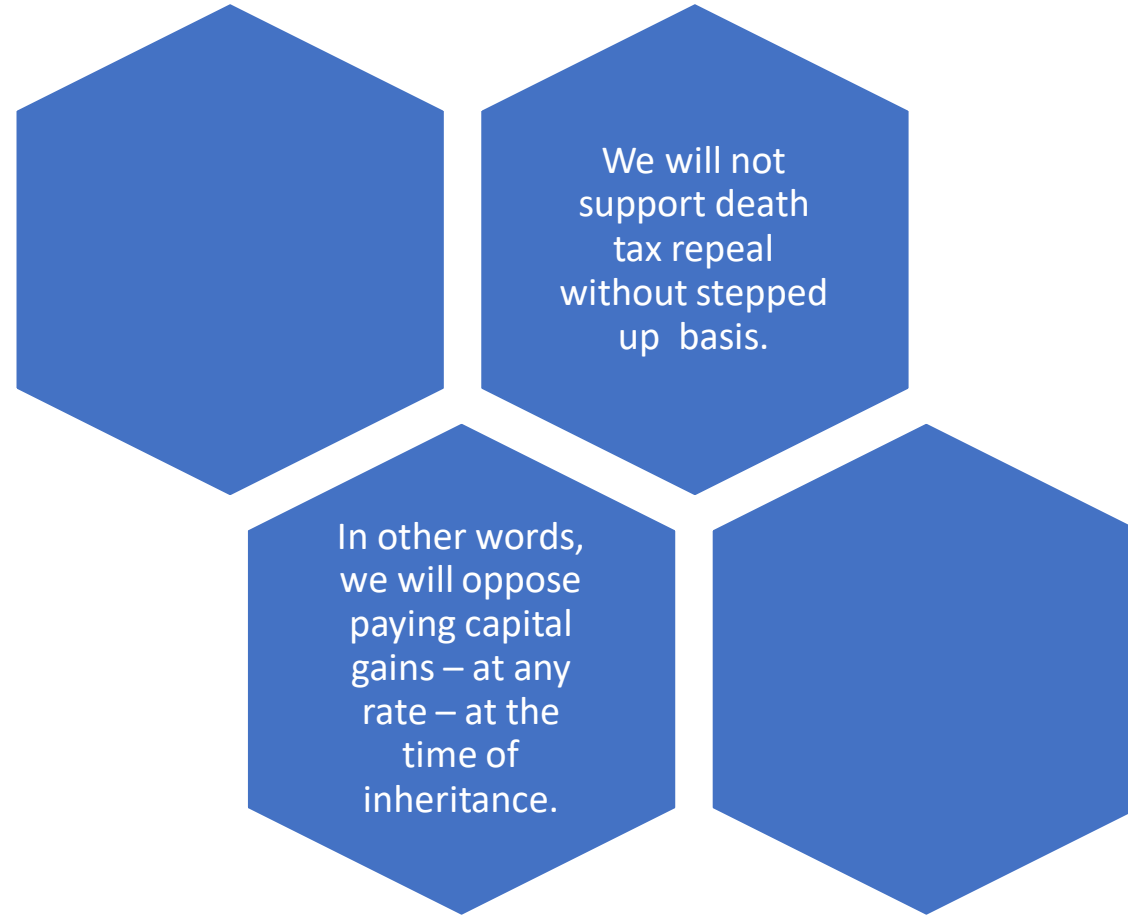 We will not
support death
tax repeal
without stepped
up  basis.
In other words,
we will oppose
paying capital
gains – at any
rate – at the
time of
inheritance.